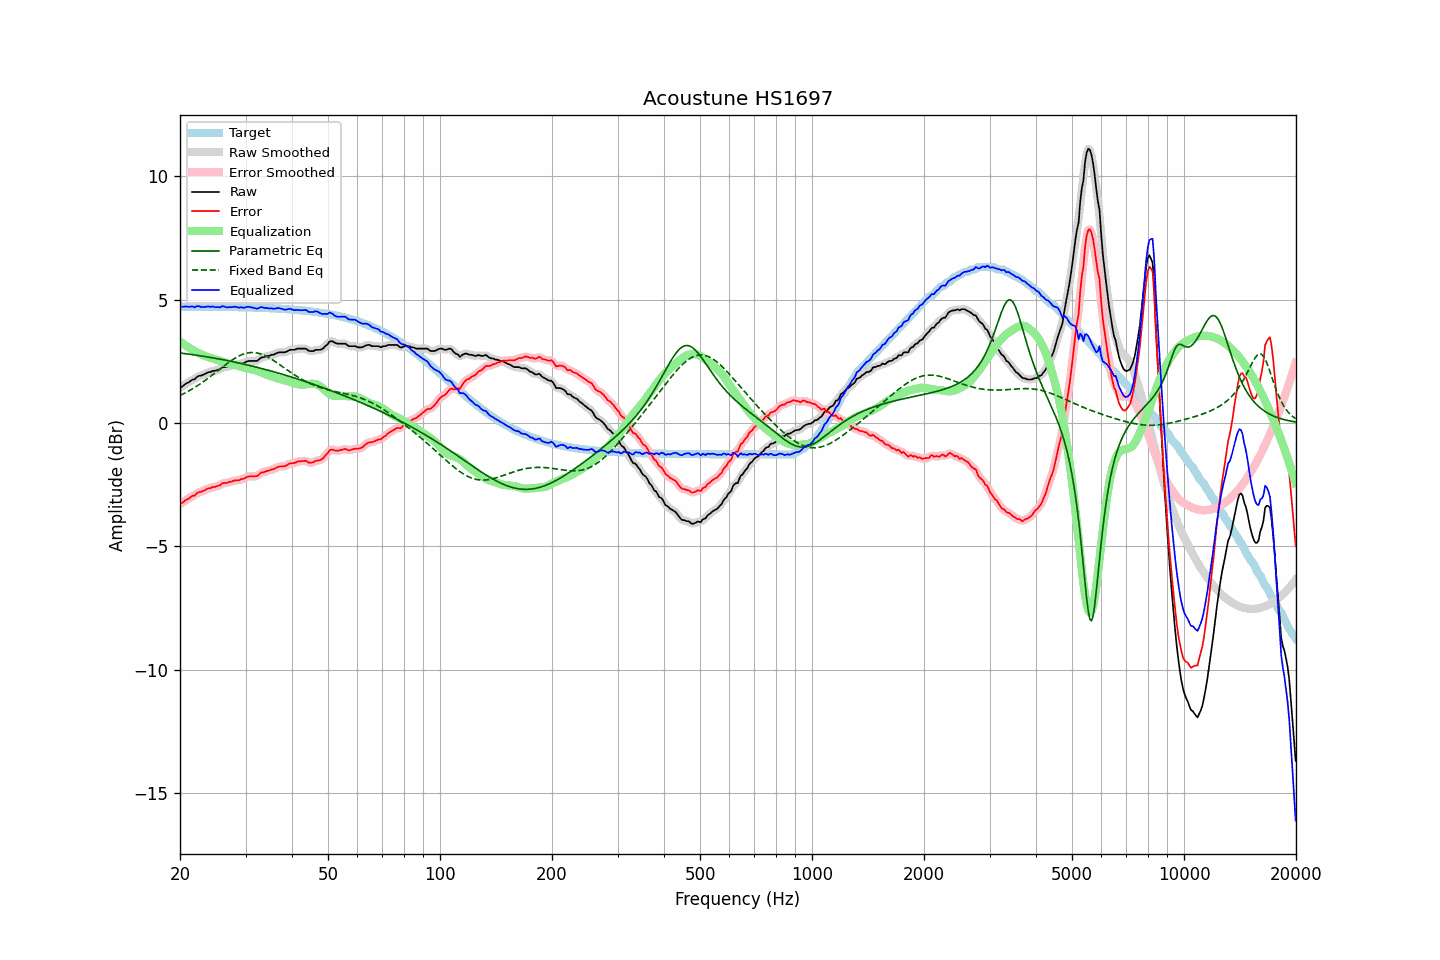 Acoustune HS1697
Target
Raw Smoothed
Error Smoothed
Raw
Error
Equalization
Parametric Eq
Fixed Band Eq
Equalized
10
5
0
−5
−10
−15
Amplitude (dBr)
20 50 100 200 500 1000 2000 5000 10000 20000
Frequency (Hz)